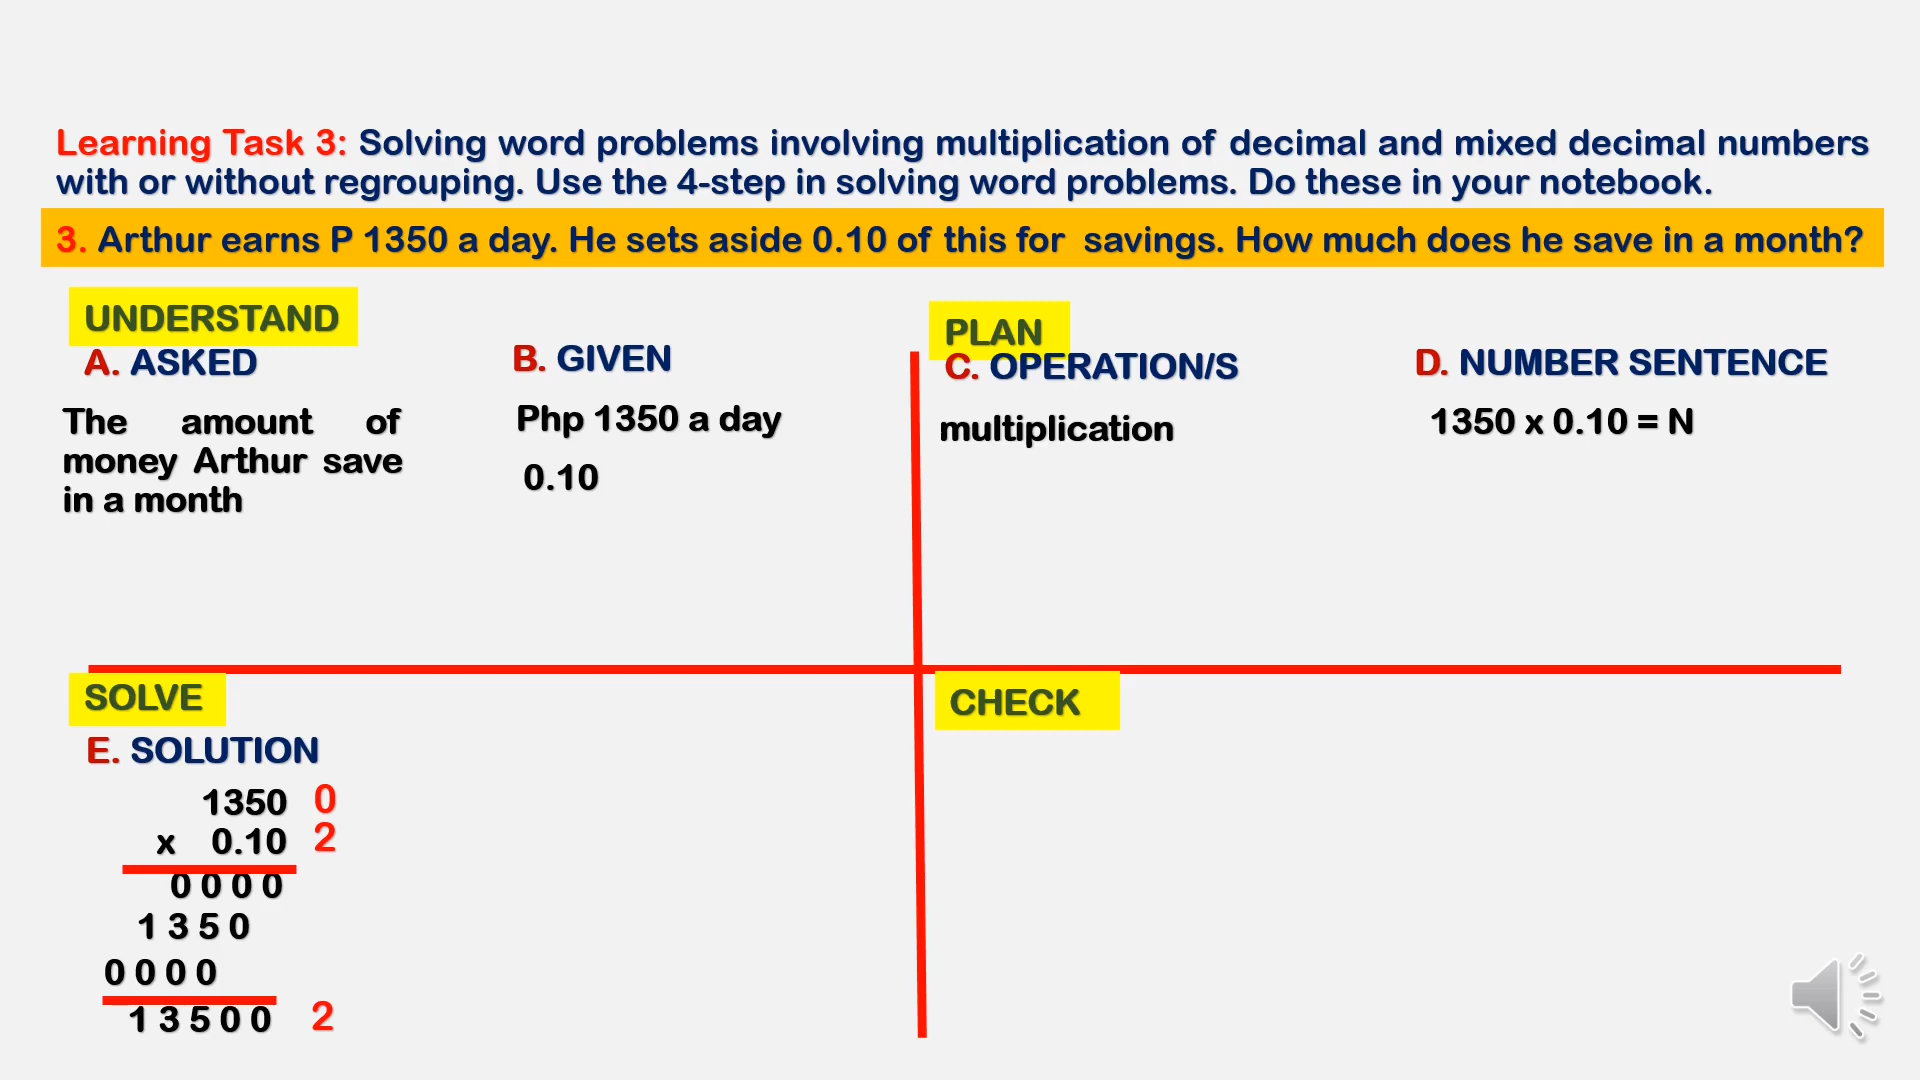 Learning Task 3: Solving word problems involving multiplication of decimal and mixed decimal numbers
with or without regrouping. Use the 4-step in solving word problems. Do these in your notebook.
3. Arthur earns P 1350 a day. He sets aside 0.10 of this for savings. How much does he save in a month?
UNDERSTAND
A. ASKED
The amount of
money Arthur save
in a month
B. GIVEN
Php 1350 a day
0.10
PLAN
C. OPERATION/S
multiplication
D. NUMBER SENTENCE
1350 x 0.10 = N
SOLVE
E. SOLUTION
1350 0
x 0.10 2
0 0 0 0
1 3 5 0
0 0 0 0
1 3 5 0 0 2
CHECK